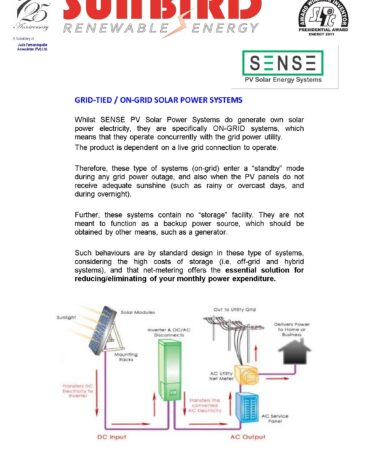 125
Anniversary
SUNBIRD
RENEWABLE ENERGY
PRESIDENTIAL AWARD
ENERGY 2011
SENSE
PV Solar Energy Systems
GRID-TIED / ON-GRID SOLAR POWER SYSTEMS
Whilst SENSE PV Solar Power Systems do generate own solar
power electricity, they are specifically ON-GRID systems, which
means that they operate concurrently with the grid power utility.
The product is dependent on a live grid connection to operate.
Therefore, these type of systems (on-grid) enter a “standby” mode
during any grid power outage, and also when the PV panels do not
receive adequate sunshine (such as rainy or overcast days, and
during overnight).
Further, these systems contain no “storage” facility. They are not
meant to function as a backup power source, which should be
obtained by other means, such as a generator.
Such behaviours are by standard design in these type of systems,
considering the high costs of storage (i.e. off-grid and hybrid
systems), and that net-metering offers the essential solution for
reducing/eliminating of your monthly power expenditure.
Sunlight
Solar Modules
Mounting
Racks
Inverter & DC/AC
Disconnects
Out to Utility Grid
Delivers Power
to Home or
Business
AC Utility
Net Meter
Transfers DC
Electricity to
Inverter
Transfers the
converted
AC Electricity
AC Service
Panel
DC Input
AC Output